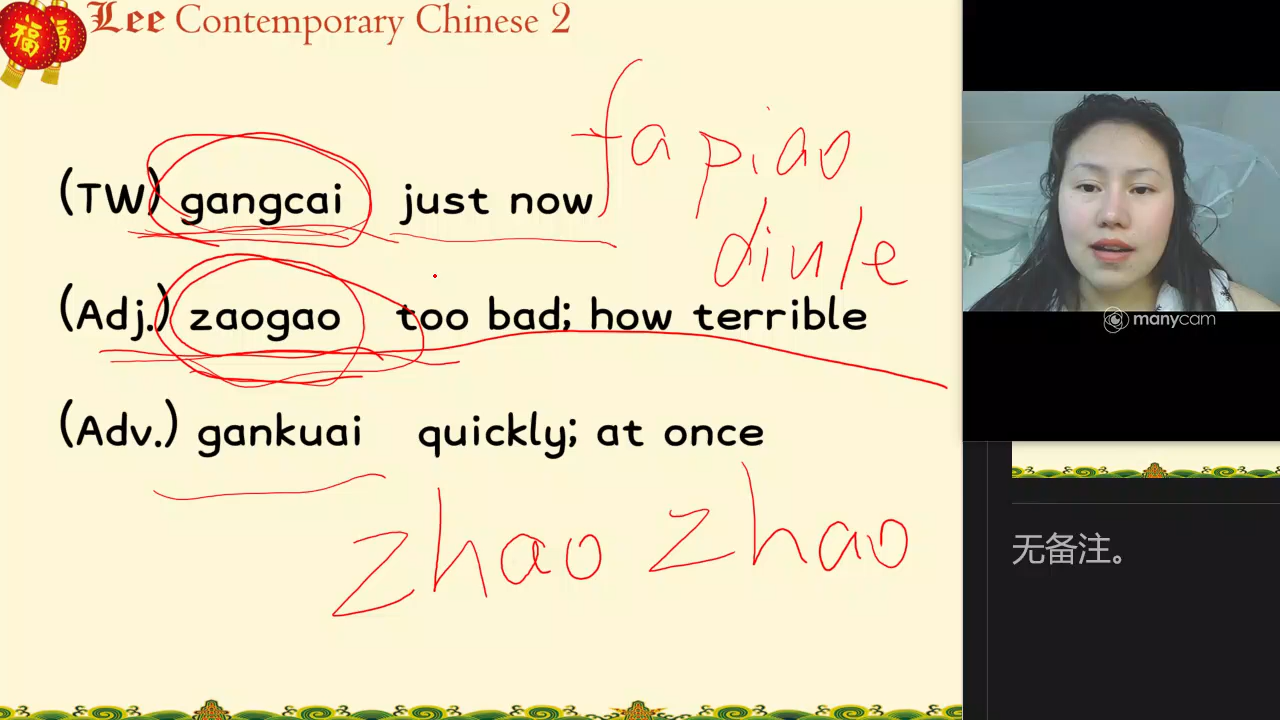 福 福 Lee Contemporary Chinese 2
fapiao
(TW) gangcai just now
diule
(Adj.) zaogao too bad; how terrible
(Adv.) gankuai quickly; at once
zhao zhao
manycam
无备注。